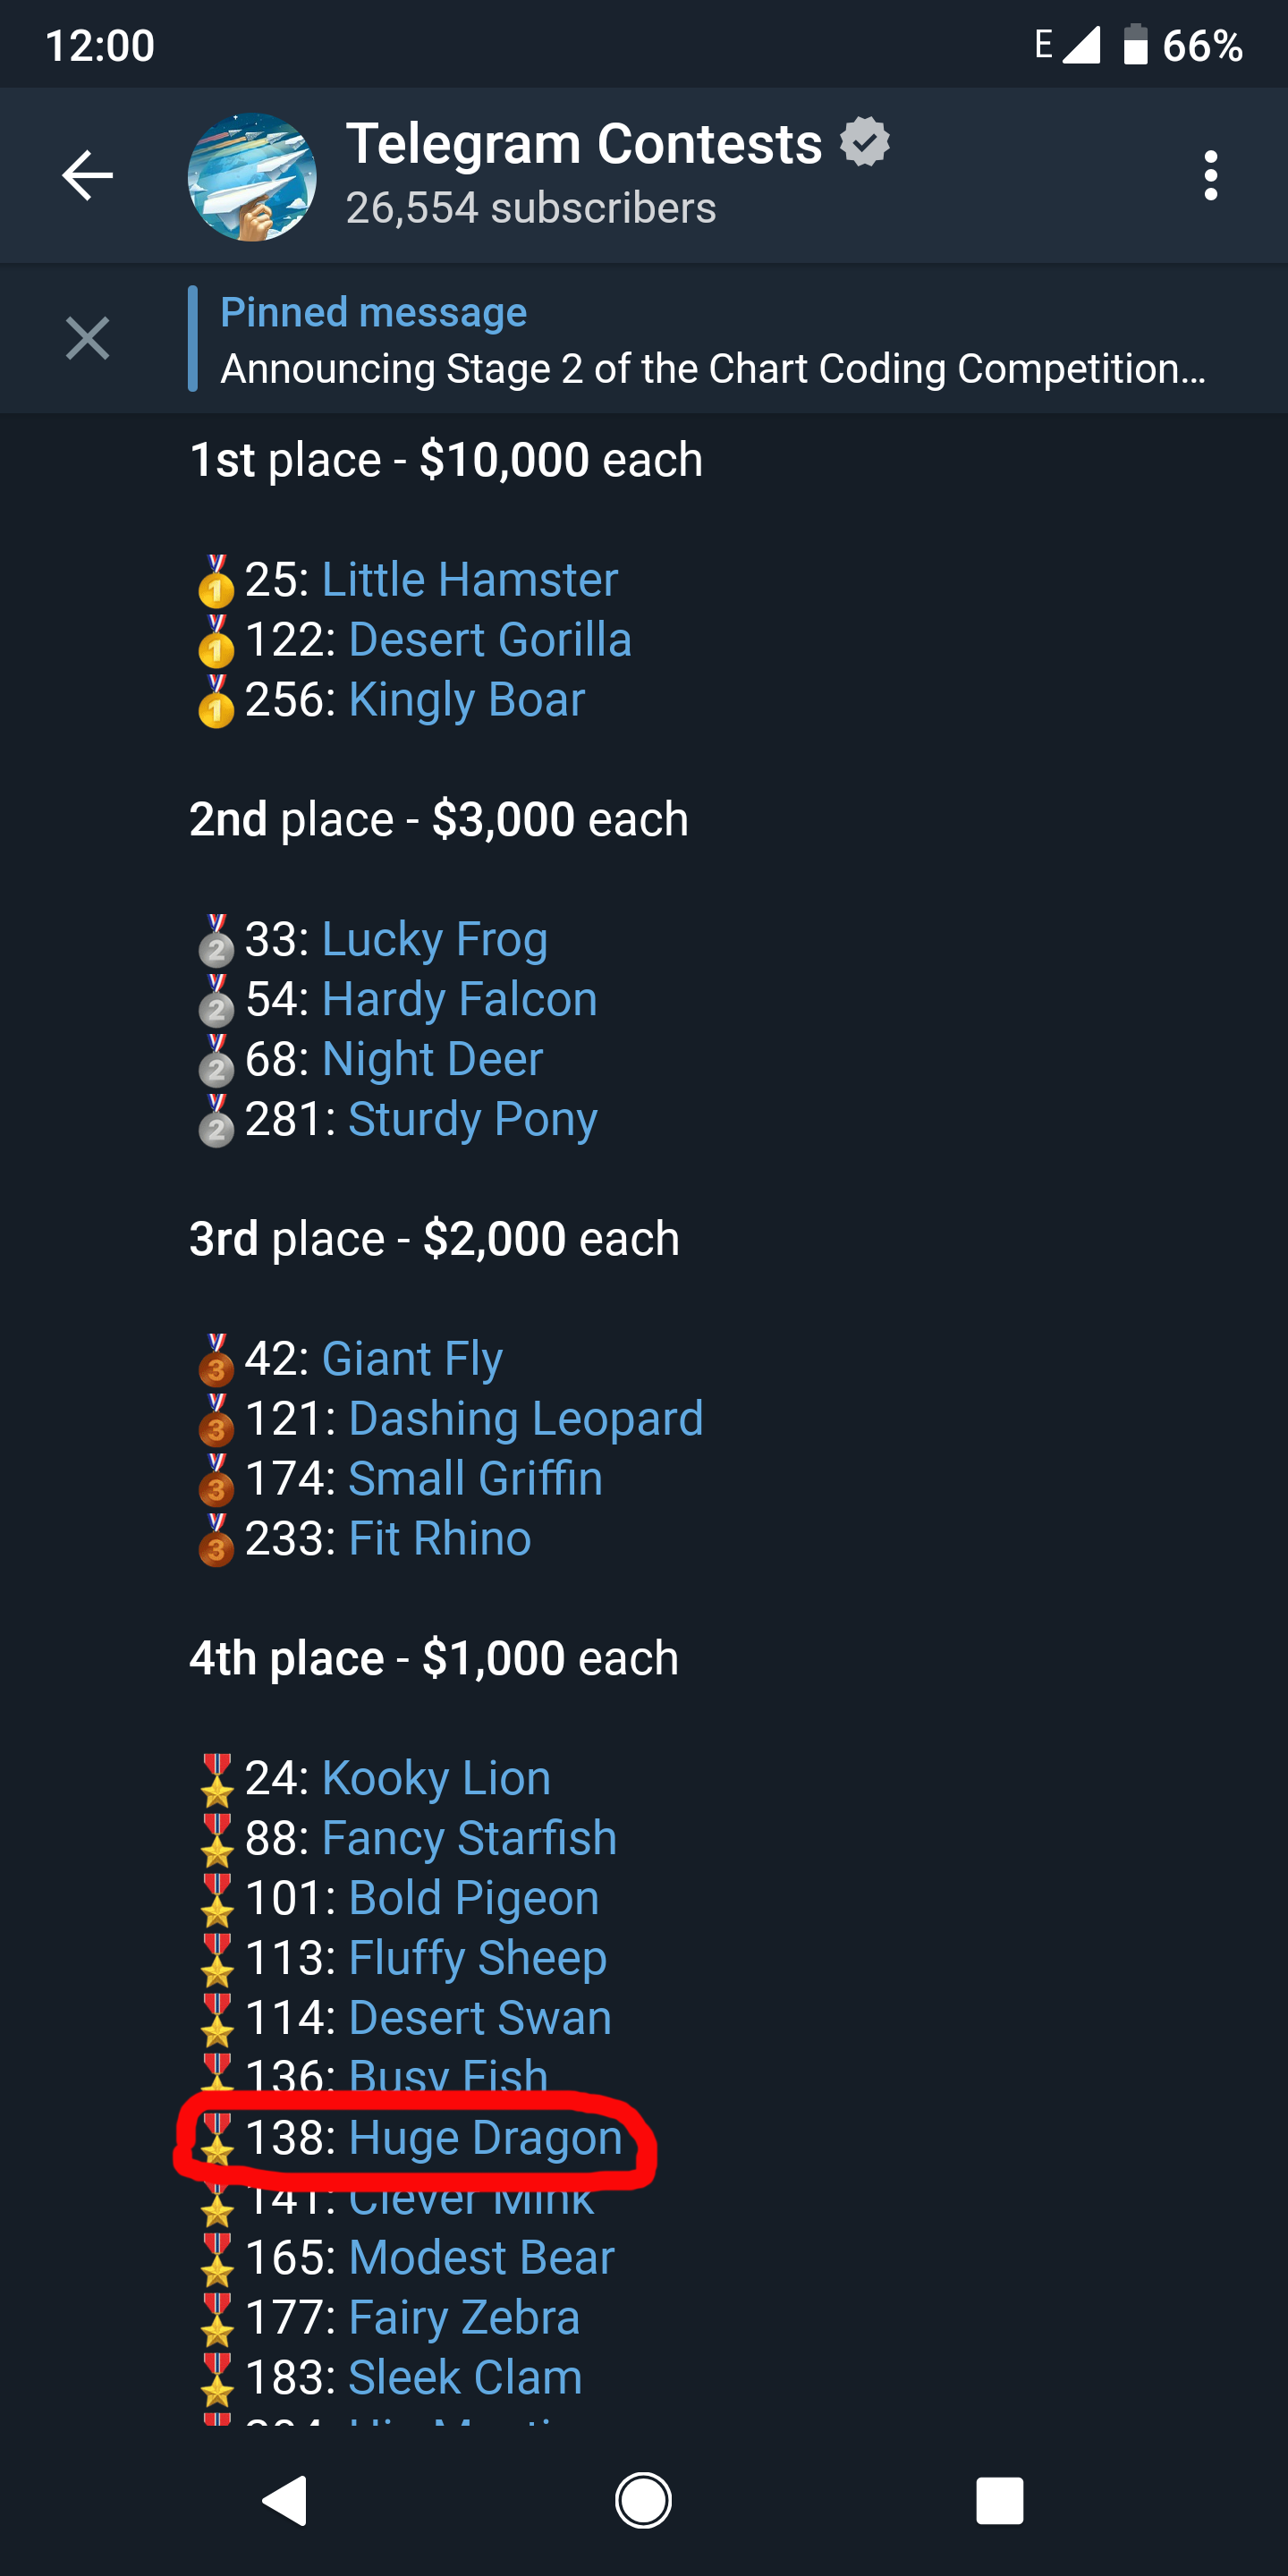 12:00 E 66%
Telegram Contests
26,554 subscribers
Pinned message
Announcing Stage 2 of the Chart Coding Competition...
1st place - $10,000 each
🥇25: Little Hamster
🥇122: Desert Gorilla
🥇256: Kingly Boar
2nd place - $3,000 each
🥈33: Lucky Frog
🥈54: Hardy Falcon
🥈68: Night Deer
🥈281: Sturdy Pony
3rd place - $2,000 each
🥉42: Giant Fly
🥉121: Dashing Leopard
🥉174: Small Griffin
🥉233: Fit Rhino
4th place - $1,000 each
🎖24: Kooky Lion
🎖88: Fancy Starfish
🎖101: Bold Pigeon
🎖113: Fluffy Sheep
🎖114: Desert Swan
🎖136: Busy Fish
🎖138: Huge Dragon
🎖141: Clever Mink
🎖165: Modest Bear
🎖177: Fairy Zebra
🎖183: Sleek Clam